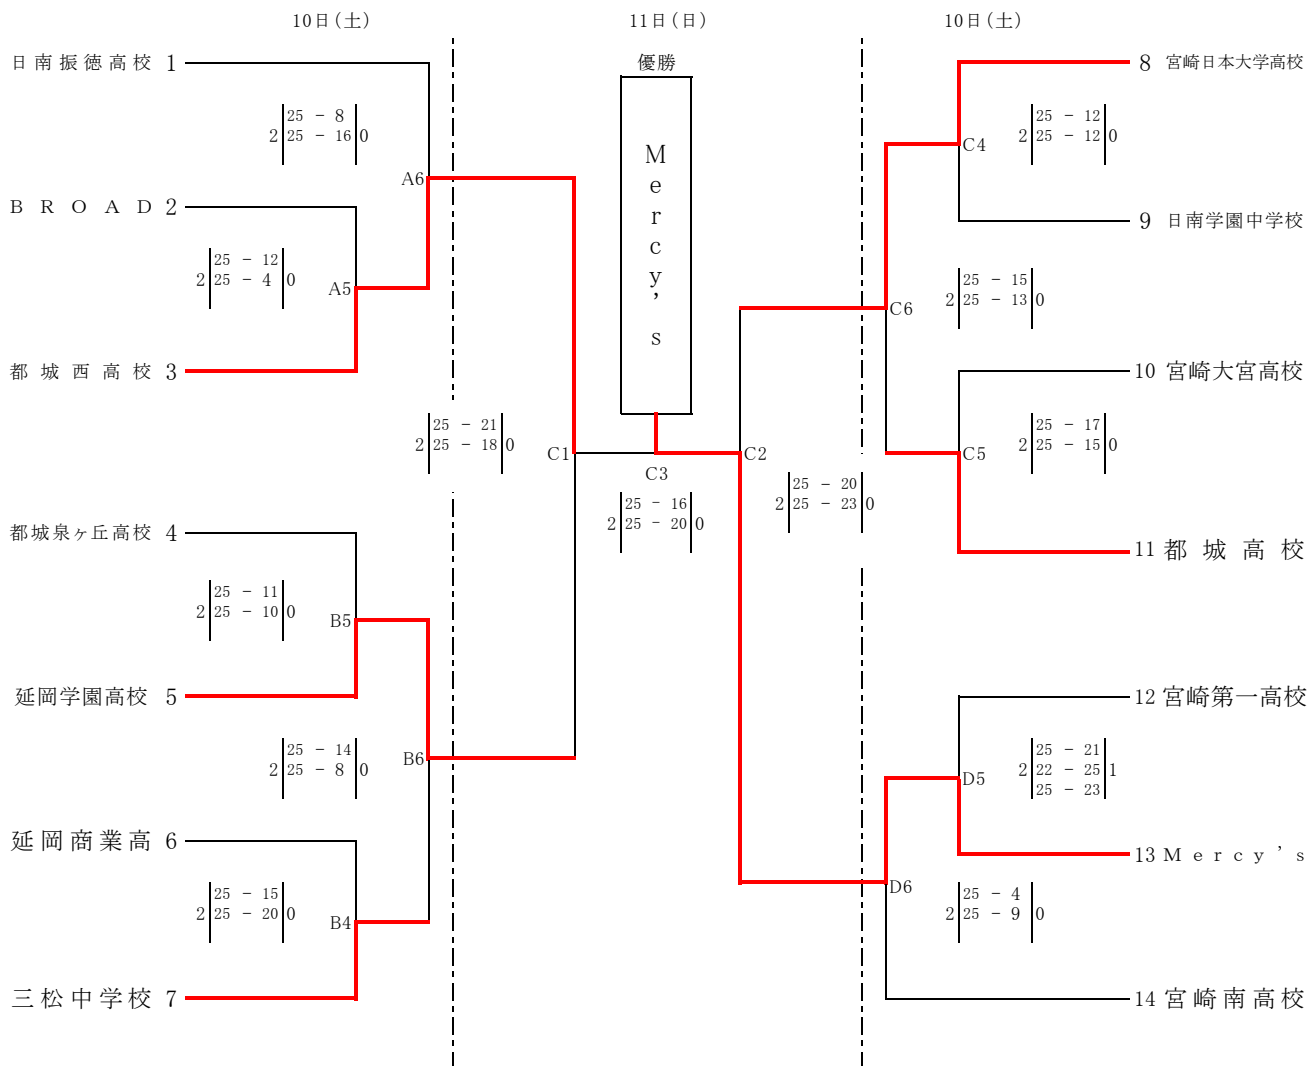 10日(土)
11日(日)
10日(土)
優勝
Mercy’s
日南振徳高校 1
25 － 8
2 25 － 16 0
A6
BROAD 2
25 － 12
2 25 － 4 0
A5
都城西高校 3
25 － 21
2 25 － 18 0
C1
都城泉ヶ丘高校 4
25 － 11
2 25 － 10 0
B5
延岡学園高校 5
25 － 14
2 25 － 8 0
B6
延岡商業高 6
25 － 15
2 25 － 20 0
B4
三松中学校 7
C3
25 － 16
2 25 － 20 0
C2
25 － 20
2 25 － 23 0
8 宮崎日本大学高校
25 － 12
2 25 － 12 0
C4
9 日南学園中学校
25 － 15
2 25 － 13 0
C6
10 宮崎大宮高校
25 － 17
2 25 － 15 0
C5
11 都城高校
12 宮崎第一高校
25 － 21
2 22 － 25 1
25 － 23
D5
13 Mercy’s
D6
25 － 4
2 25 － 9 0
14 宮崎南高校